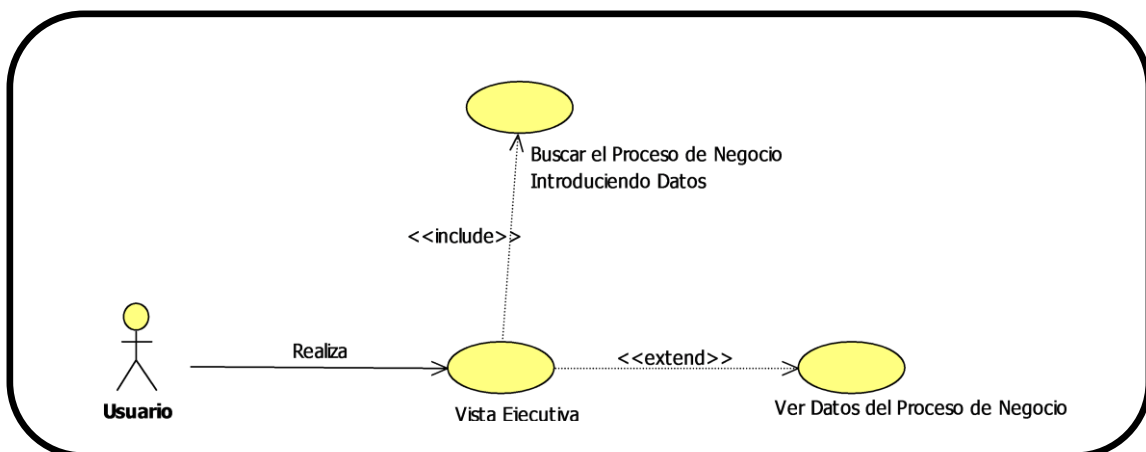 Buscar el Proceso de Negocio
Introduciendo Datos
<<include>>
Realiza
<<extend>>
Usuario
Vista Ejecutiva
Ver Datos del Proceso de Negocio